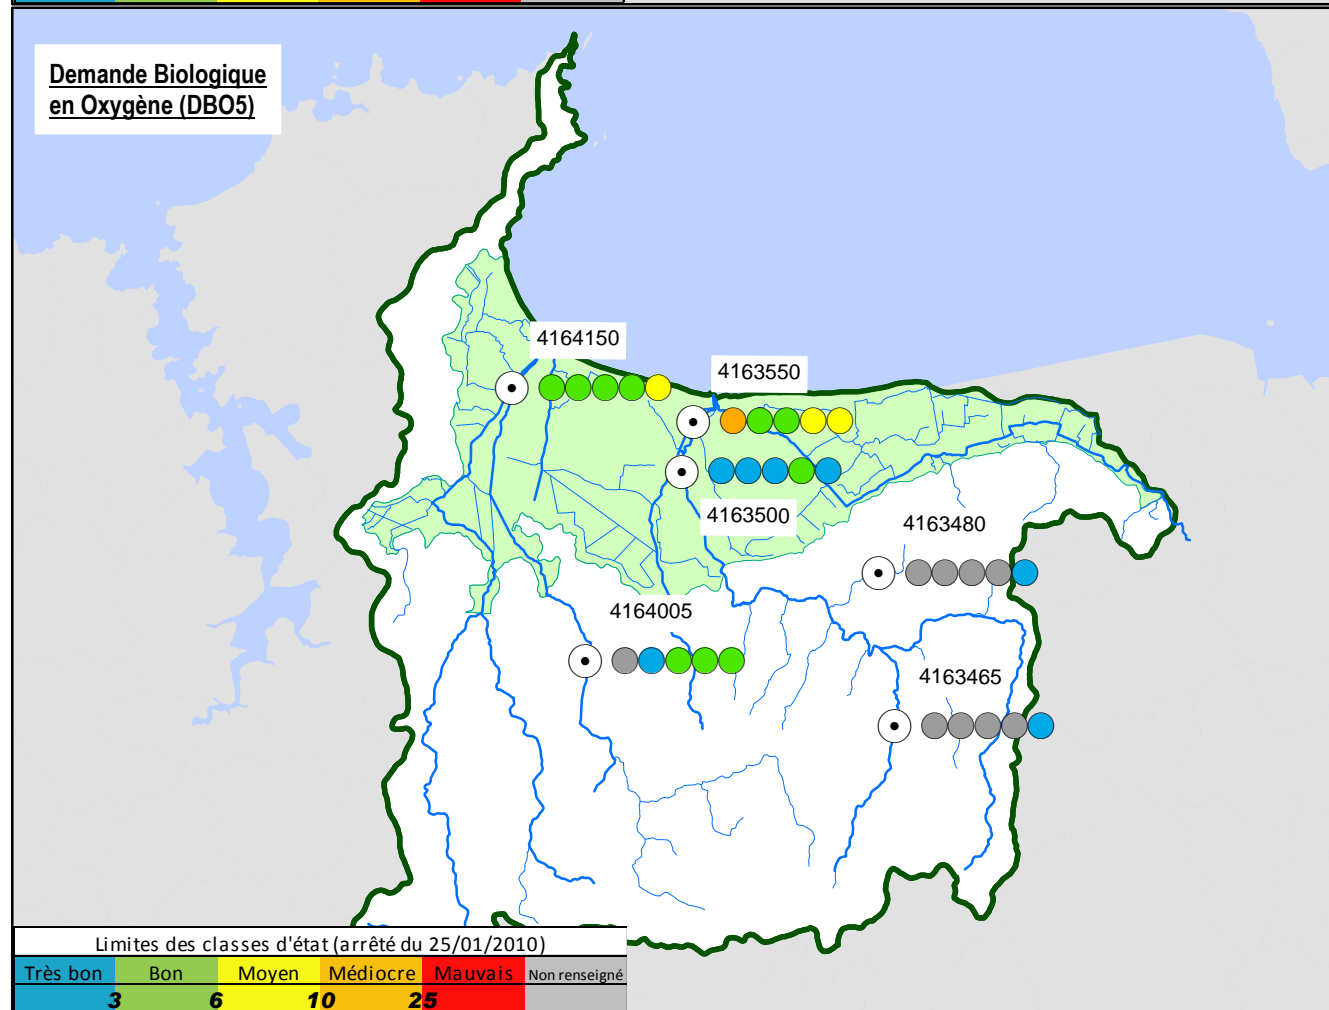 Demande Biologique
en Oxygène (DBO5)
4164150
4163550
4163500
4163480
4164005
4163465
Limites des classes d'état (arrêté du 25/01/2010)
Très bon Bon Moyen Médiocre Mauvais Non renseigné
3 6 10 25